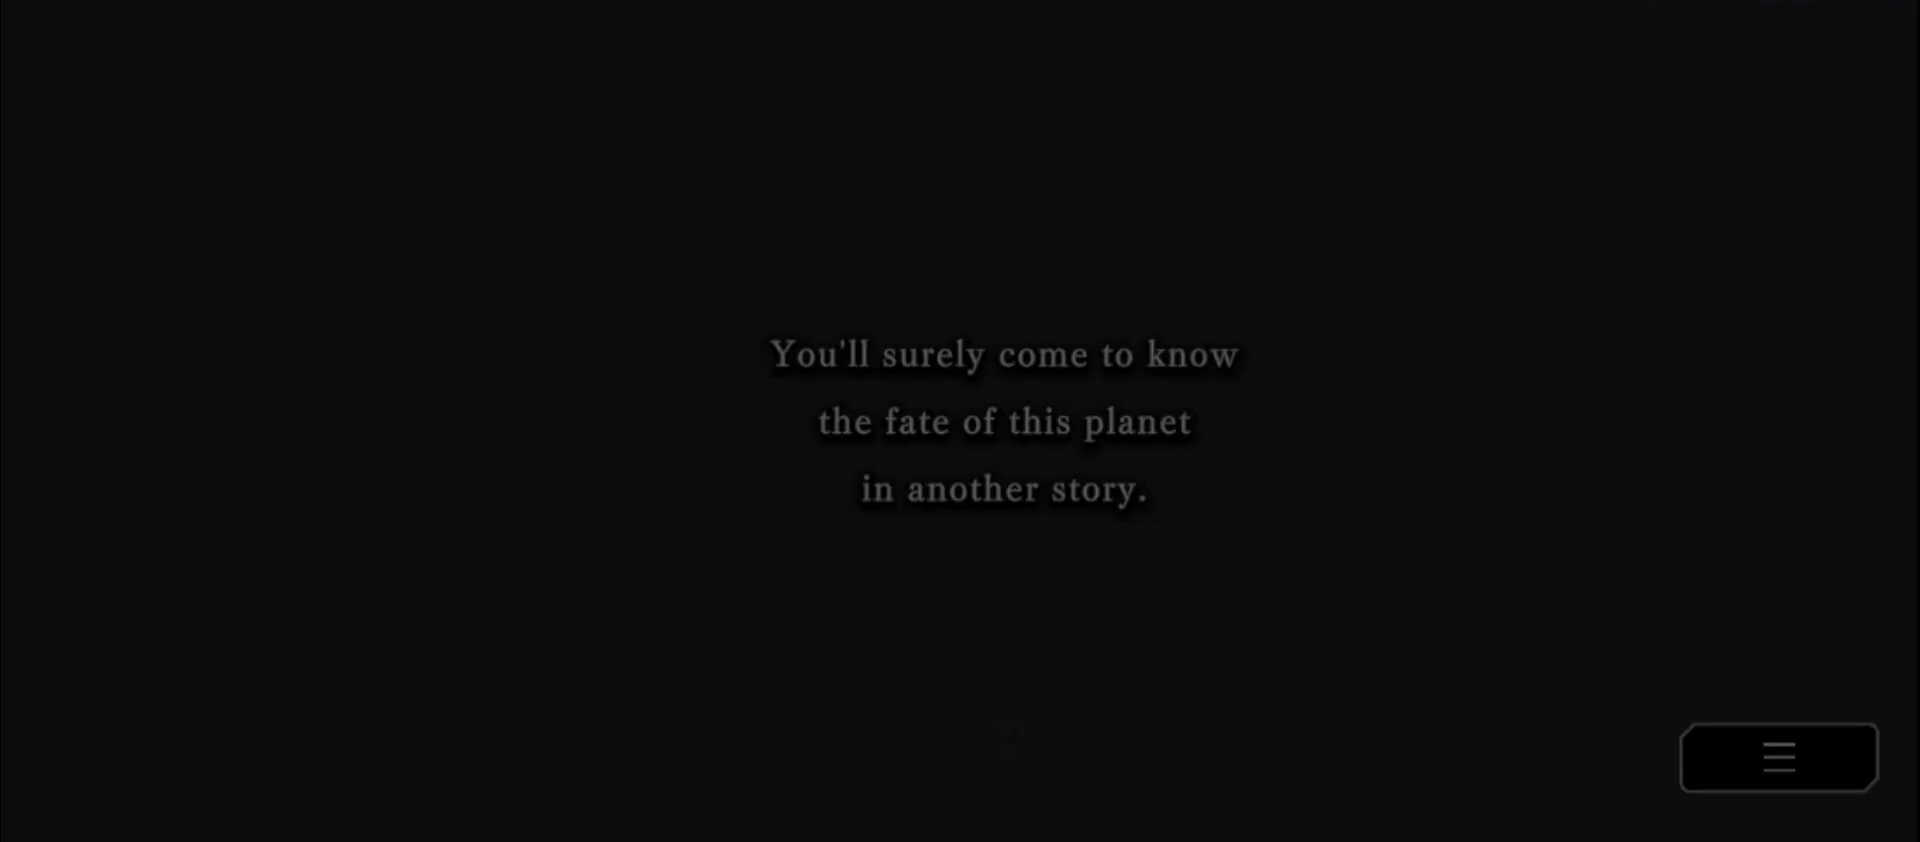 You'll surely come to know
the fate of this planet
in another story.